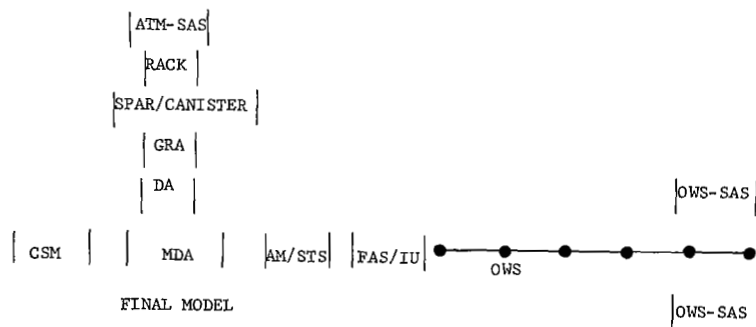 ATM-SAS
RACK
SPAR/CANISTER
GRA
DA
OWS-SAS
CSM MDA AM/STS FAS/IU
OWS
FINAL MODEL
OWS-SAS